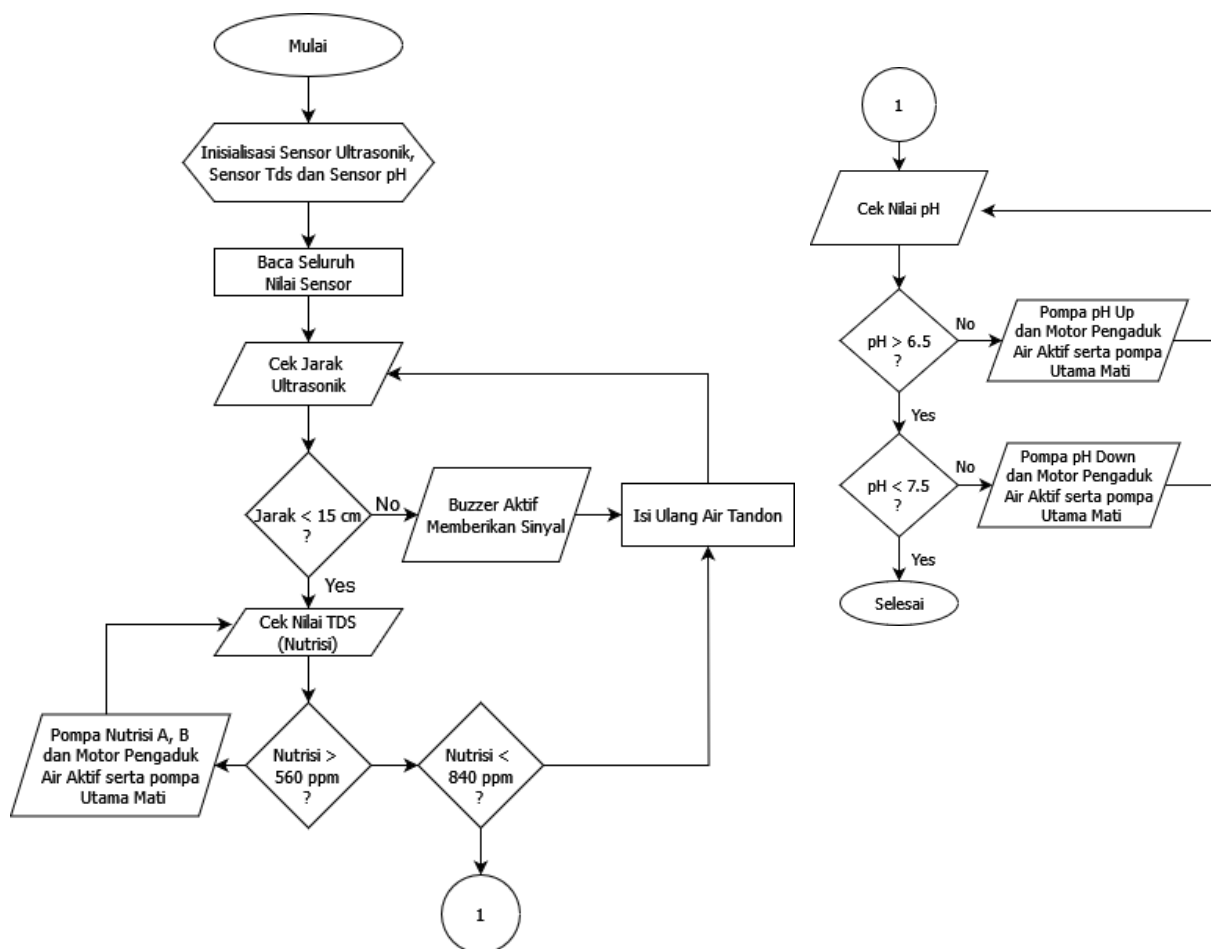 Mulai
Inisialisasi Sensor Ultrasonik,
Sensor Tds dan Sensor pH
Baca Seluruh
Nilai Sensor
Cek Jarak
Ultrasonik
Jarak < 15 cm
?
No
Yes
Buzzer Aktif
Memberikan Sinyal
Isi Ulang Air Tandon
Cek Nilai TDS
(Nutrisi)
Pompa Nutrisi A, B
dan Motor Pengaduk
Air Aktif serta pompa
Utama Mati
Nutrisi >
560 ppm
?
Nutrisi <
840 ppm
?
1
1
Cek Nilai pH
pH > 6.5
?
No
Yes
Pompa pH Up
dan Motor Pengaduk
Air Aktif serta pompa
Utama Mati
pH < 7.5
?
No
Yes
Pompa pH Down
dan Motor Pengaduk
Air Aktif serta pompa
Utama Mati
Selesai